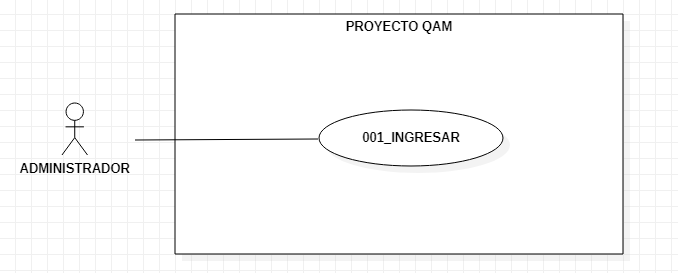 PROYECTO QAM
001_INGRESAR
ADMINISTRADOR